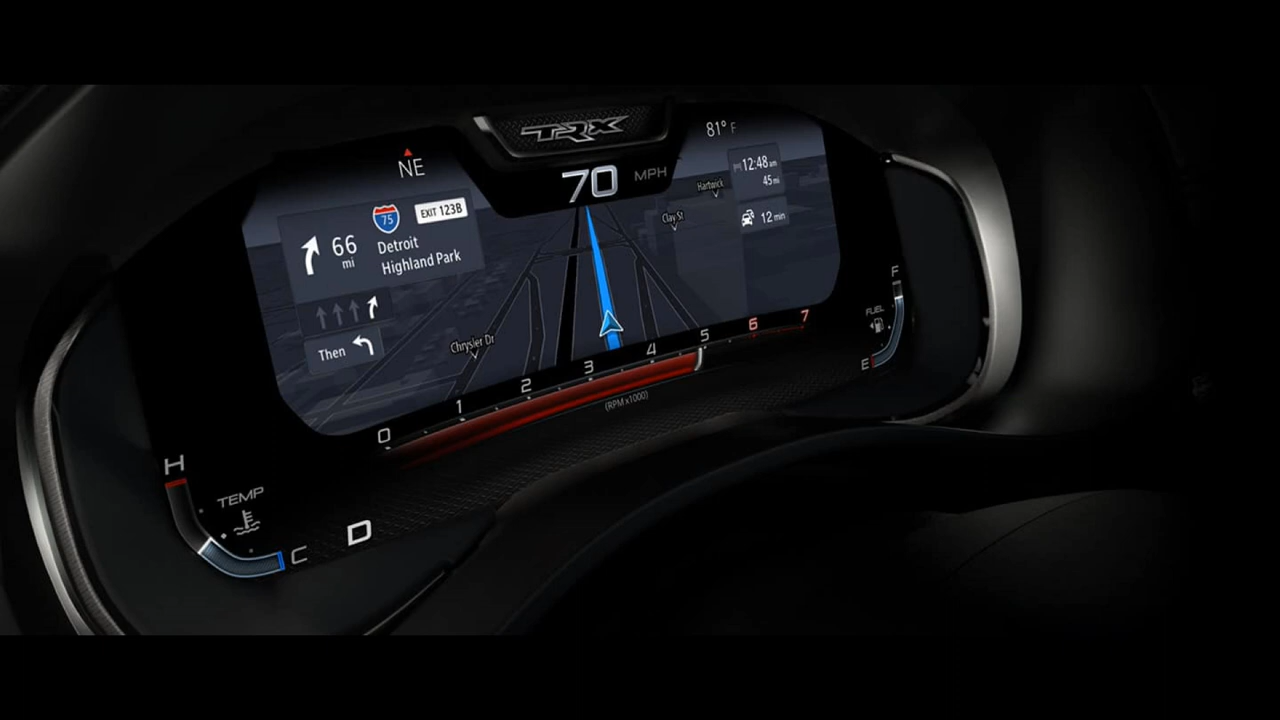 TRX
NE
70 MPH
81° F
75
EXIT 123B
66
mi
Detroit
Highland Park
Then
12:48 am
45 mi
12 min
Hartwick
Clay St
Chrysler Dr
0 1 2 3 4 5 6 7
(RPM x1000)
F
FUEL
E
H
TEMP
C
D